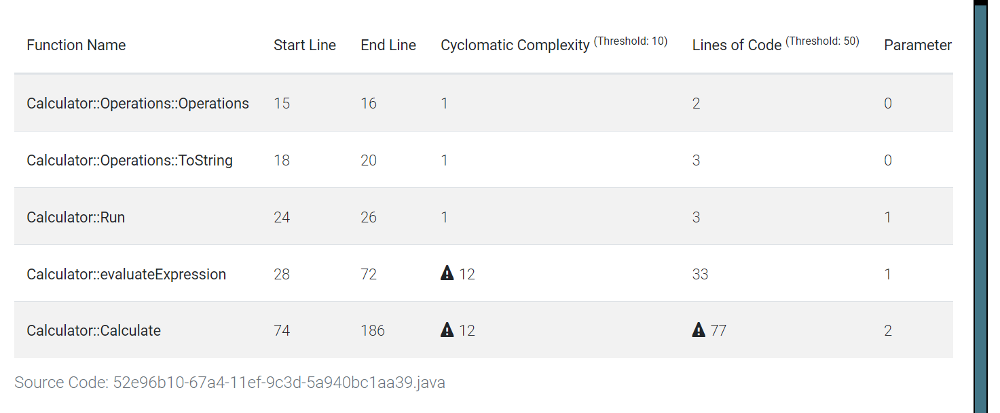 Function Name Start Line End Line Cyclomatic Complexity (Threshold: 10) Lines of Code (Threshold: 50) Parameter
Calculator::Operations::Operations 15 16 1 2 0
Calculator::Operations::ToString 18 20 1 3 0
Calculator::Run 24 26 1 3 1
Calculator::evaluateExpression 28 72 12 33 1
Calculator::Calculate 74 186 12 77 2
Source Code: 52e96b10-67a4-11ef-9c3d-5a940bc1aa39.java